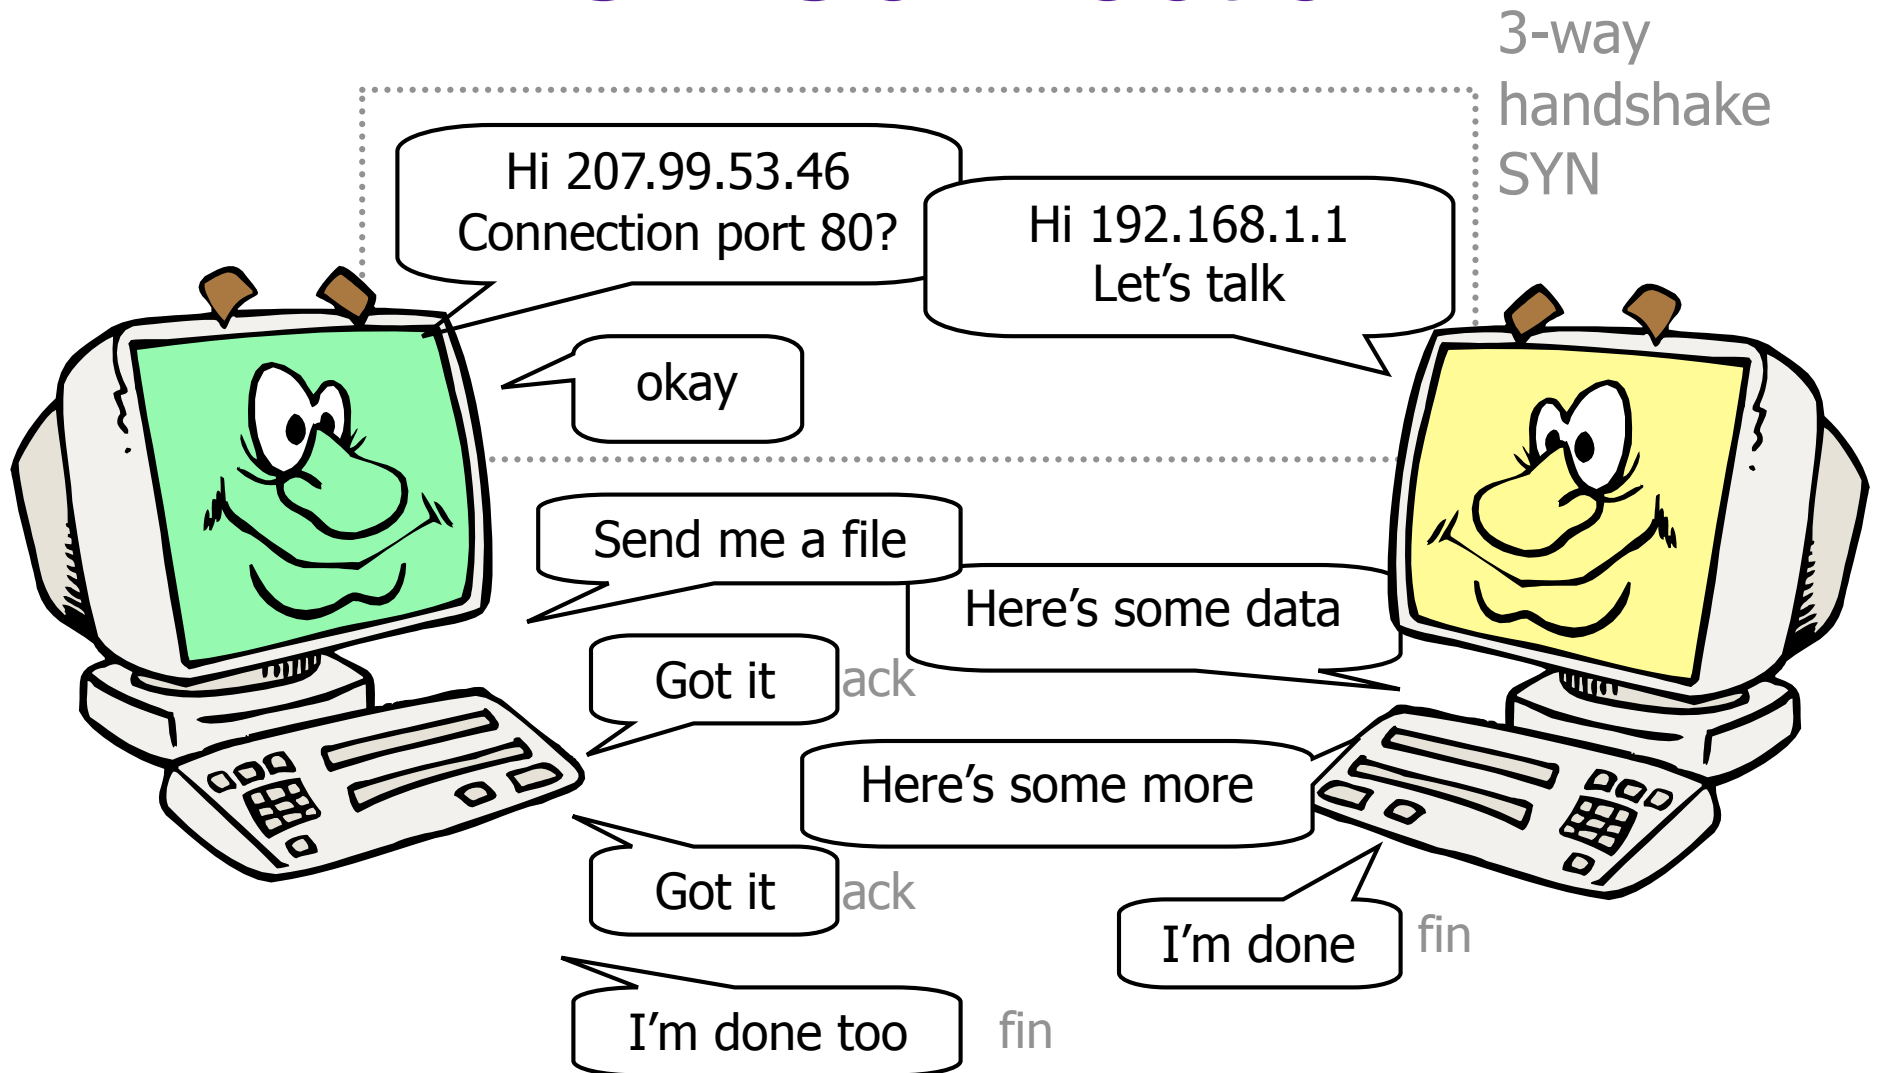 3-way
handshake
SYN
Hi 207.99.53.46
Connection port 80?
Hi 192.168.1.1
Let's talk
okay
Send me a file
Here's some data
Got it
ack
Here's some more
Got it
ack
I'm done
fin
I'm done too
fin